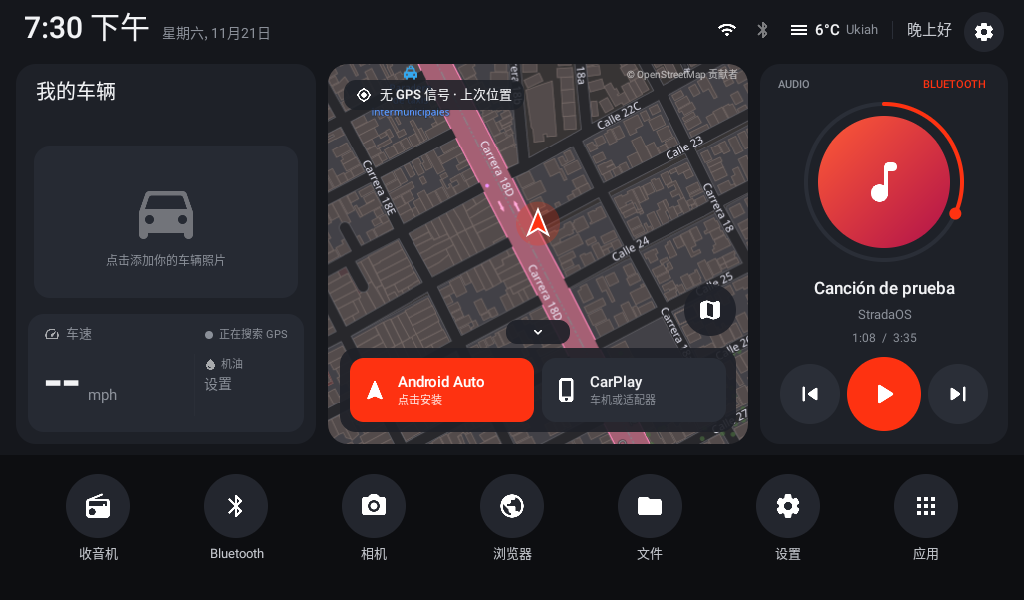 7:30 下午
星期六, 11月21日
6°C Ukiah
晚上好
我的车辆
点击添加你的车辆照片
车速
正在搜索 GPS
-- mph
机油
设置
© OpenStreetMap 贡献者
无 GPS 信号 · 上次位置
intermunicipales
18a
Calle 22C
Calle 23
Carrera 18D
Carrera 18E
Carrera 18
Calle 24
Carrera 18D
25
Carrera 1
27
Android Auto
点击安装
CarPlay
车机或适配器
AUDIO
BLUETOOTH
Canción de prueba
StradaOS
1:08 / 3:35
收音机
Bluetooth
相机
浏览器
文件
设置
应用